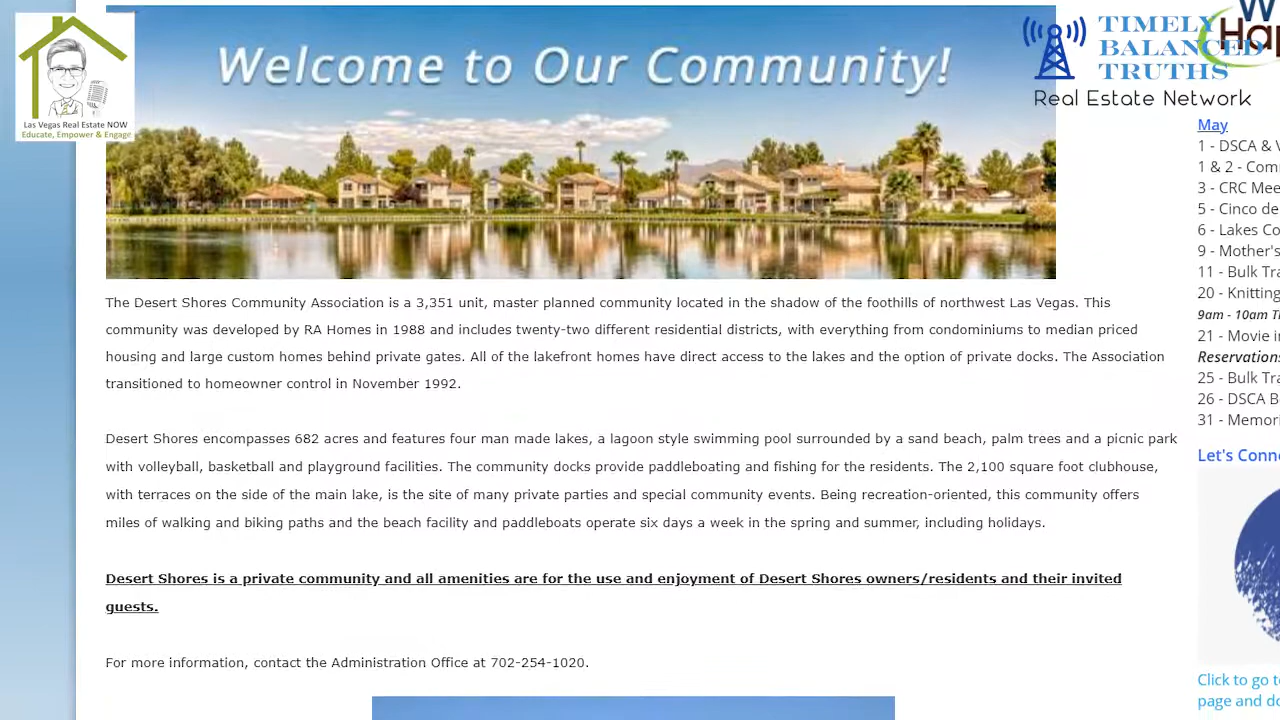 Welcome to Our Community!
Las Vegas Real Estate NOW
Educate, Empower & Engage
TIMELY
BALANCED
TRUTHS
Real Estate Network
May
1 - DSCA &
1 & 2 -
3 - CRC
5 - Cinco de
6 - Lakes
9 - Mother's
11 - Bulk
20 - Knitting
9am - 10am
21 - Movie
Reservations
25 - Bulk
26 - DSCA
31 -
Let's
Click to go
page and
The Desert Shores Community Association is a 3,351 unit, master planned community located in the shadow of the foothills of northwest Las Vegas. This
community was developed by RA Homes in 1988 and includes twenty-two different residential districts, with everything from condominiums to median priced
housing and large custom homes behind private gates. All of the lakefront homes have direct access to the lakes and the option of private docks. The Association
transitioned to homeowner control in November 1992.
Desert Shores encompasses 682 acres and features four man made lakes, a lagoon style swimming pool surrounded by a sand beach, palm trees and a picnic park
with volleyball, basketball and playground facilities. The community docks provide paddleboating and fishing for the residents. The 2,100 square foot clubhouse,
with terraces on the side of the main lake, is the site of many private parties and special community events. Being recreation-oriented, this community offers
miles of walking and biking paths and the beach facility and paddleboats operate six days a week in the spring and summer, including holidays.
Desert Shores is a private community and all amenities are for the use and enjoyment of Desert Shores owners/residents and their invited
guests.
For more information, contact the Administration Office at 702-254-1020.